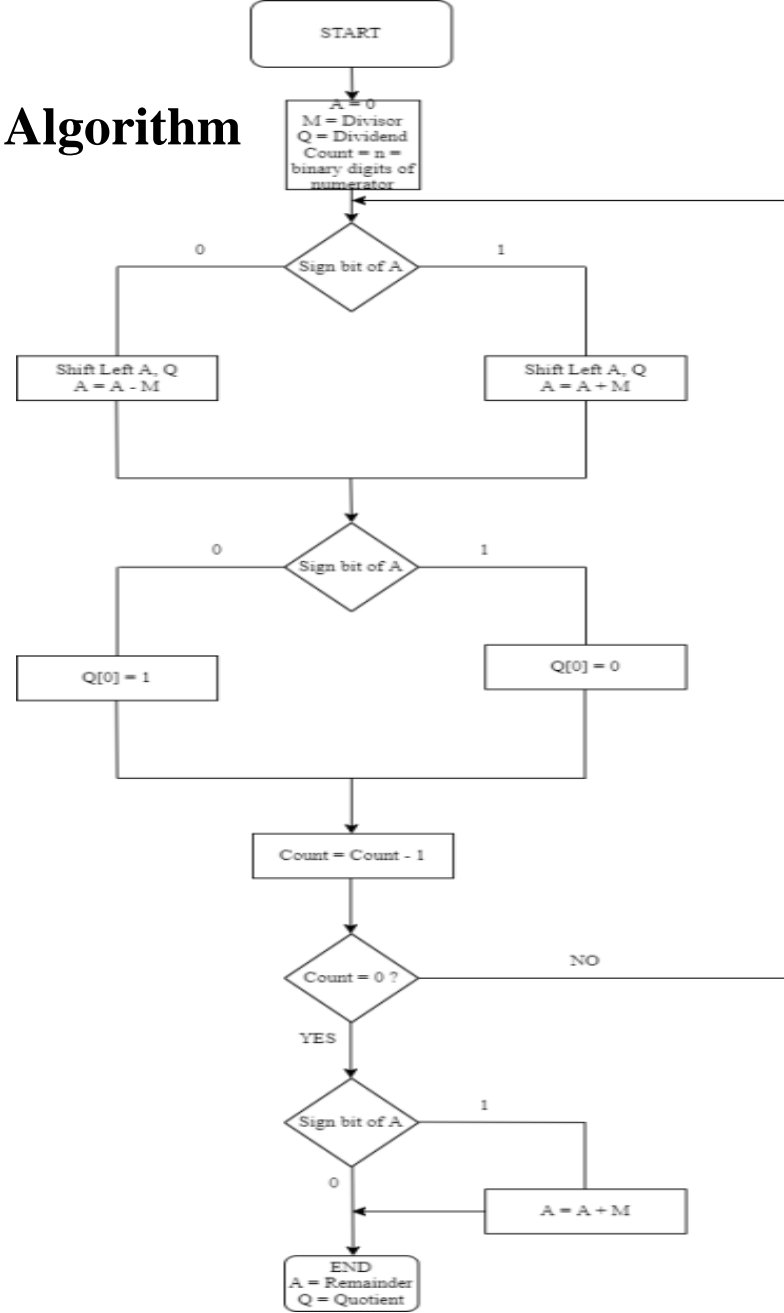 START
Algorithm
A = 0
M = Divisor
Q = Dividend
Count = n =
binary digits of
numerator
0
1
Sign bit of A
Shift Left A, Q
A = A - M
Shift Left A, Q
A = A + M
0
1
Sign bit of A
Q[0] = 1
Q[0] = 0
Count = Count - 1
NO
Count = 0 ?
YES
1
Sign bit of A
0
A = A + M
END
A = Remainder
Q = Quotient